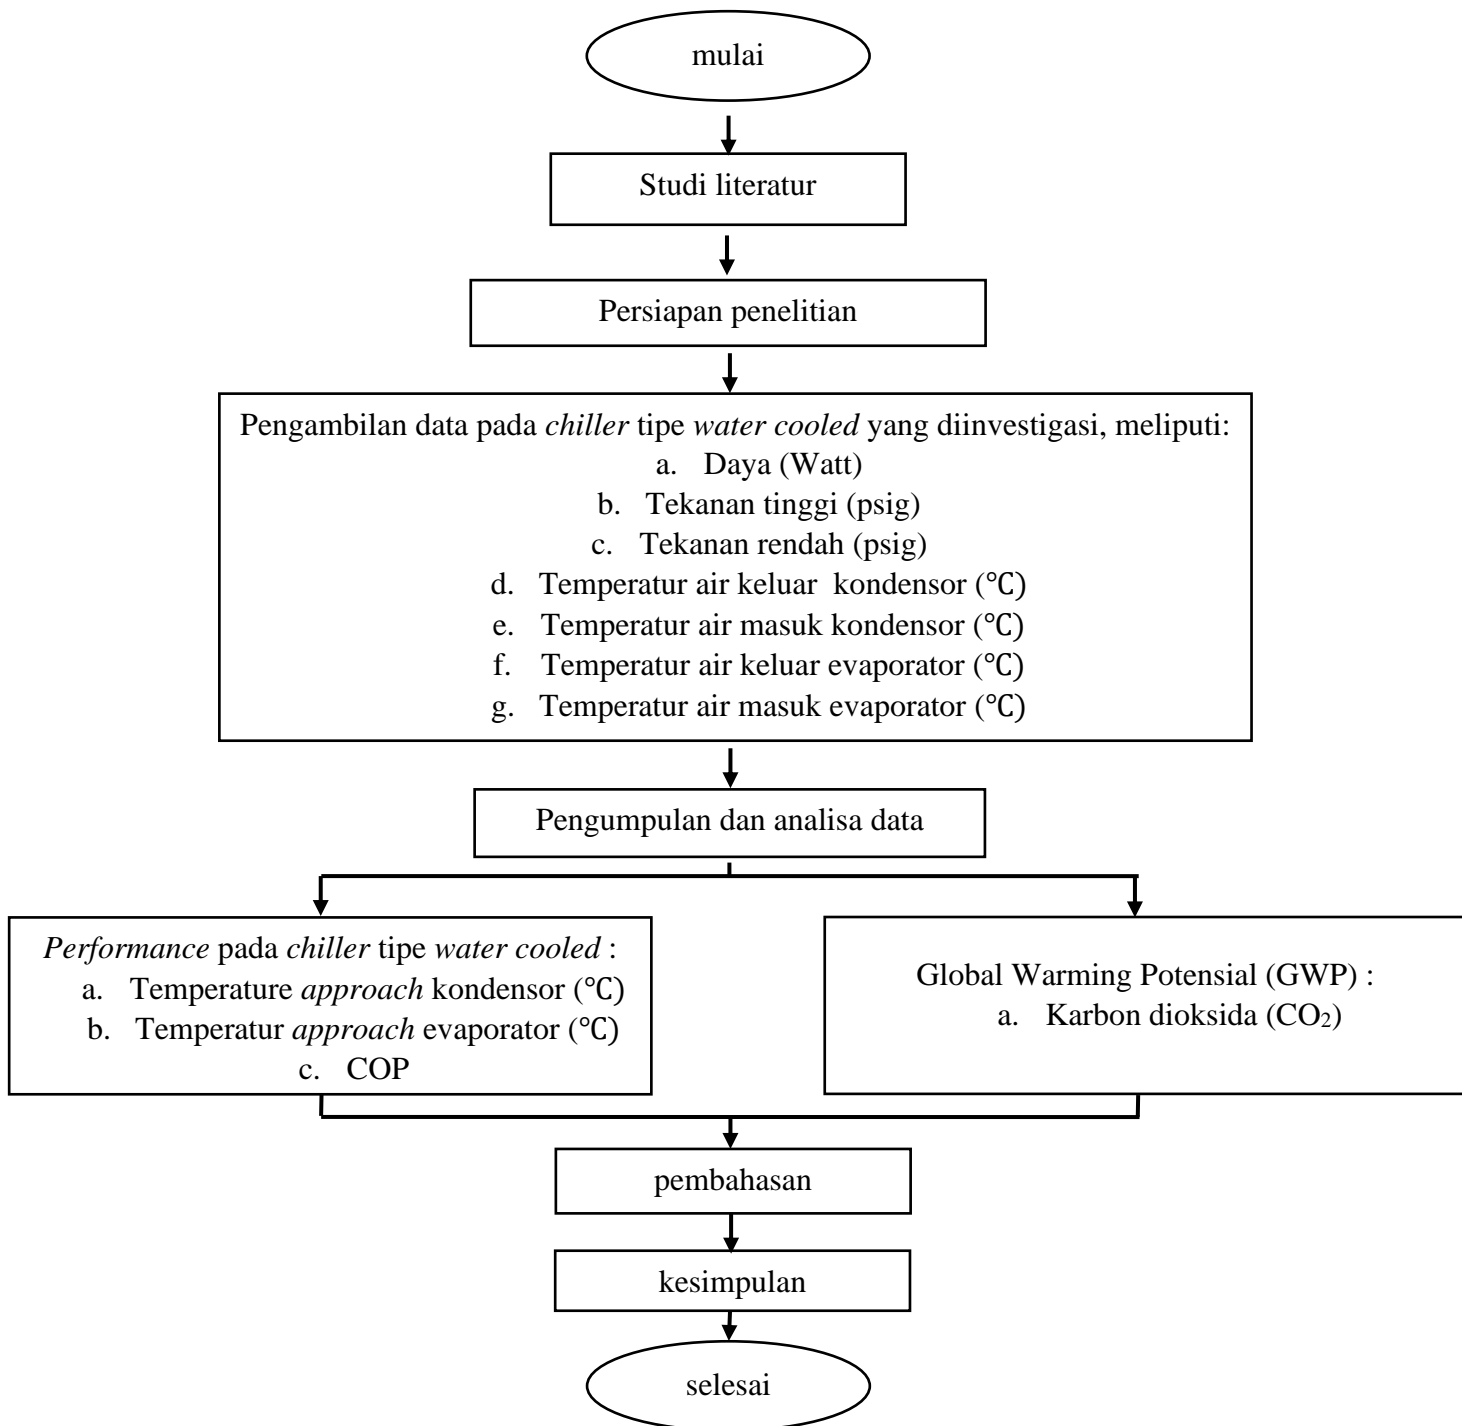 mulai
Studi literatur
Persiapan penelitian
Pengambilan data pada chiller tipe water cooled yang diinvestigasi, meliputi:
a. Daya (Watt)
b. Tekanan tinggi (psig)
c. Tekanan rendah (psig)
d. Temperatur air keluar kondensor (℃)
e. Temperatur air masuk kondensor (℃)
f. Temperatur air keluar evaporator (℃)
g. Temperatur air masuk evaporator (℃)
Pengumpulan dan analisa data
Performance pada chiller tipe water cooled :
a. Temperature approach kondensor (℃)
b. Temperatur approach evaporator (℃)
c. COP
Global Warming Potensial (GWP) :
a. Karbon dioksida (CO₂)
pembahasan
kesimpulan
selesai